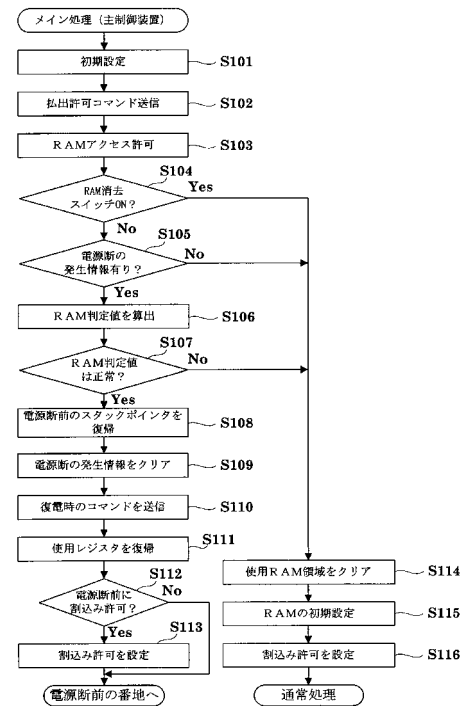 メイン処理（主制御装置）
初期設定
S101
払出許可コマンド送信
S102
ＲＡＭアクセス許可
S103
RAM消去
スイッチON？
S104
Yes
No
電源断の
発生情報有り？
S105
No
Yes
ＲＡＭ判定値を算出
S106
ＲＡＭ判定値
は正常？
S107
No
Yes
電源断前のスタックポインタを
復帰
S108
電源断の発生情報をクリア
S109
復電時のコマンドを送信
S110
使用レジスタを復帰
S111
電源断前に
割込み許可？
S112
No
Yes
割込み許可を設定
S113
電源断前の番地へ
使用ＲＡＭ領域をクリア
S114
ＲＡＭの初期設定
S115
割込み許可を設定
S116
通常処理